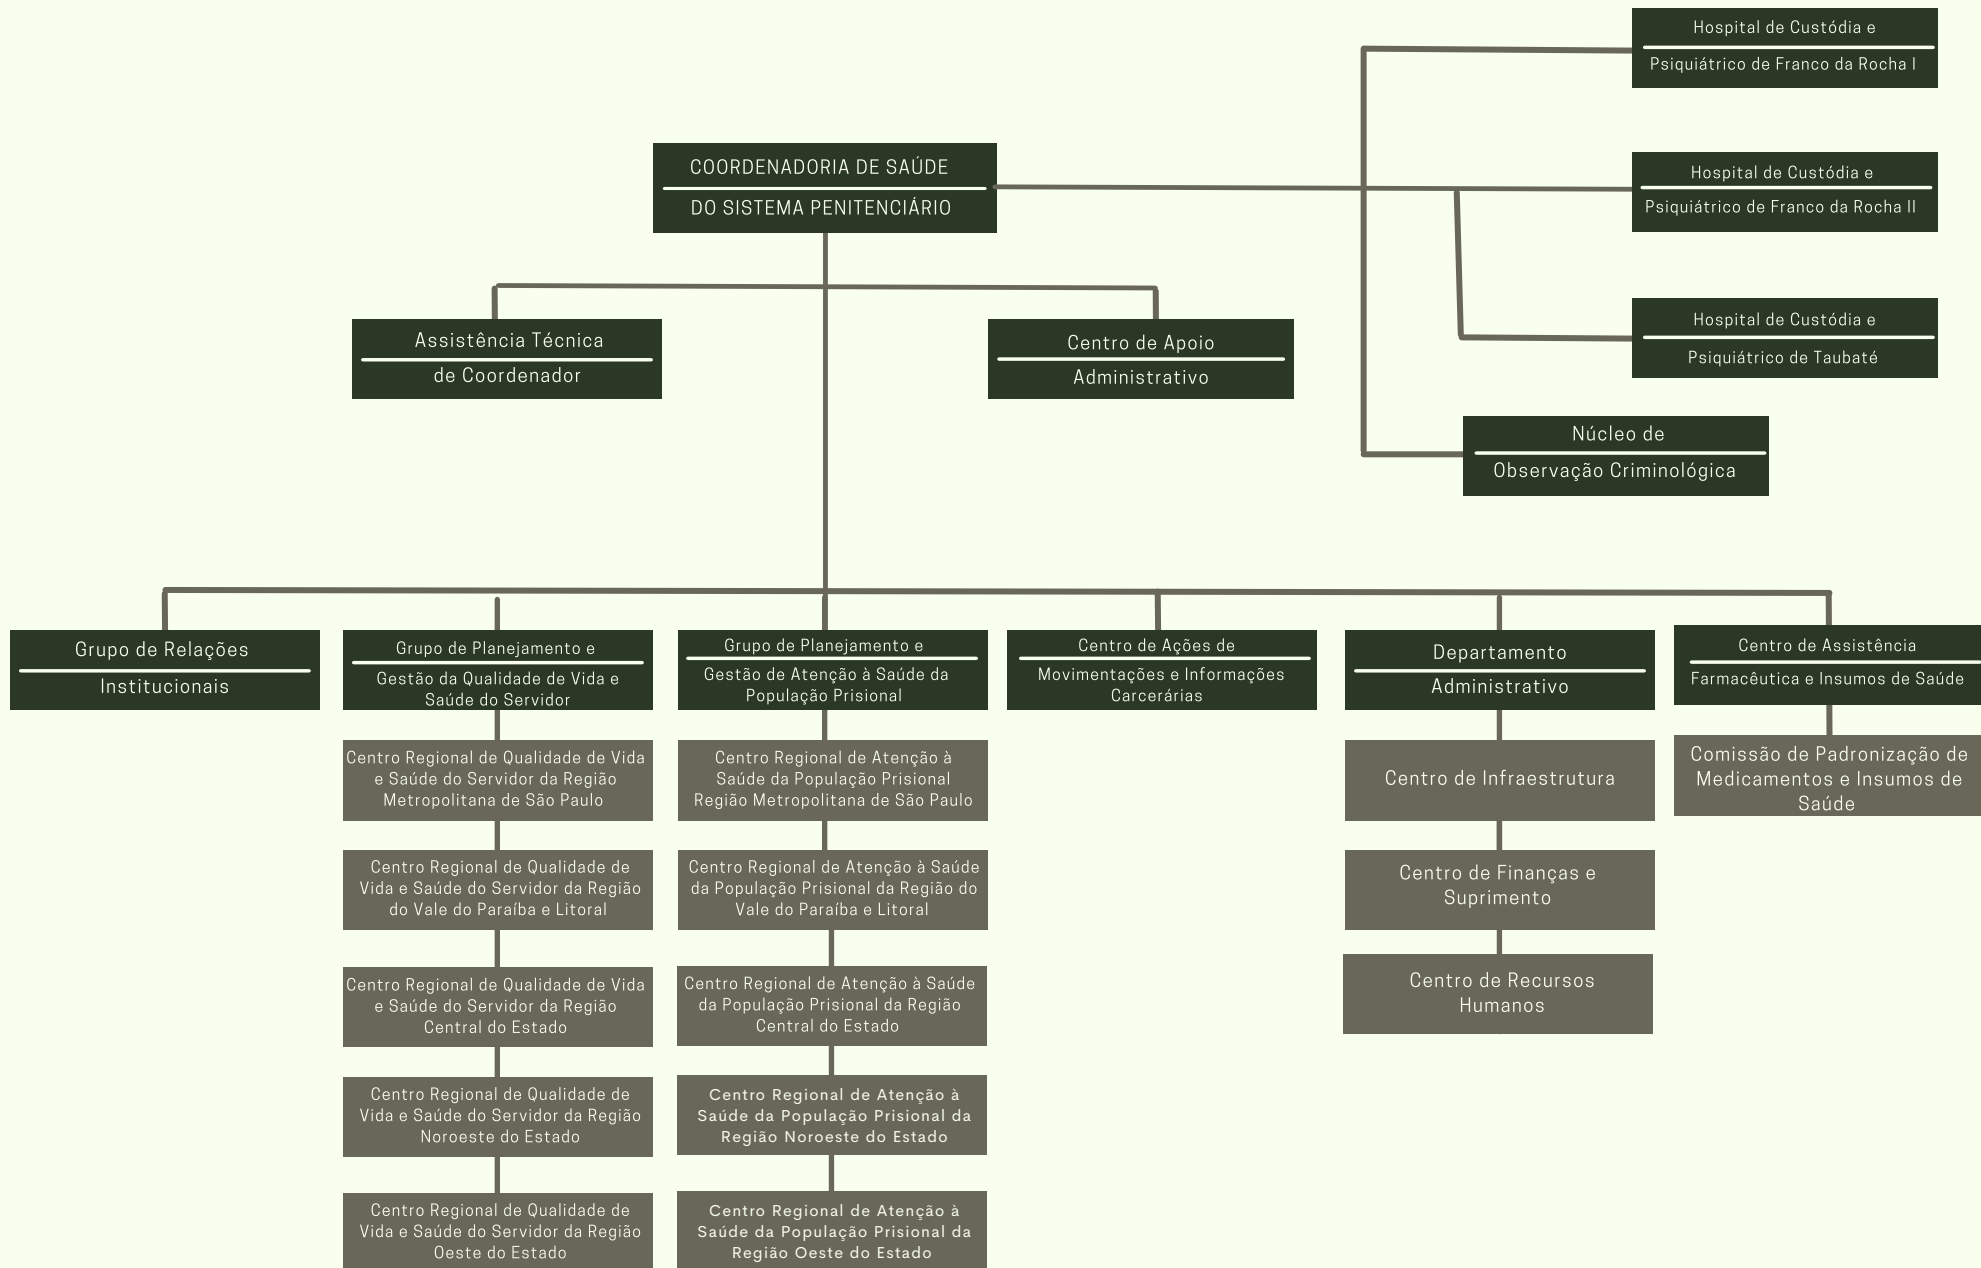 Hospital de Custódia e
Psiquiátrico de Franco da Rocha I
COORDENADORIA DE SAÚDE
DO SISTEMA PENITENCIÁRIO
Hospital de Custódia e
Psiquiátrico de Franco da Rocha II
Hospital de Custódia e
Psiquiátrico de Taubaté
Assistência Técnica
de Coordenador
Centro de Apoio
Administrativo
Núcleo de
Observação Criminológica
Grupo de Relações
Institucionais
Grupo de Planejamento e
Gestão da Qualidade de Vida e
Saúde do Servidor
Grupo de Planejamento e
Gestão de Atenção à Saúde da
População Prisional
Centro de Ações de
Movimentações e Informações
Carcerárias
Departamento
Administrativo
Centro de Assistência
Farmacêutica e Insumos de Saúde
Centro Regional de Qualidade de Vida
e Saúde do Servidor da Região
Metropolitana de São Paulo
Centro Regional de Qualidade de
Vida e Saúde do Servidor da Região
do Vale do Paraíba e Litoral
Centro Regional de Qualidade de Vida
e Saúde do Servidor da Região
Central do Estado
Centro Regional de Qualidade de
Vida e Saúde do Servidor da Região
Noroeste do Estado
Centro Regional de Qualidade de
Vida e Saúde do Servidor da Região
Oeste do Estado
Centro Regional de Atenção à
Saúde da População Prisional
Região Metropolitana de São Paulo
Centro Regional de Atenção à Saúde
da População Prisional da Região do
Vale do Paraíba e Litoral
Centro Regional de Atenção à Saúde
da População Prisional da Região
Central do Estado
Centro Regional de Atenção à
Saúde da População Prisional da
Região Noroeste do Estado
Centro Regional de Atenção à
Saúde da População Prisional da
Região Oeste do Estado
Centro de Infraestrutura
Centro de Finanças e
Suprimento
Centro de Recursos
Humanos
Comissão de Padronização de
Medicamentos e Insumos de
Saúde